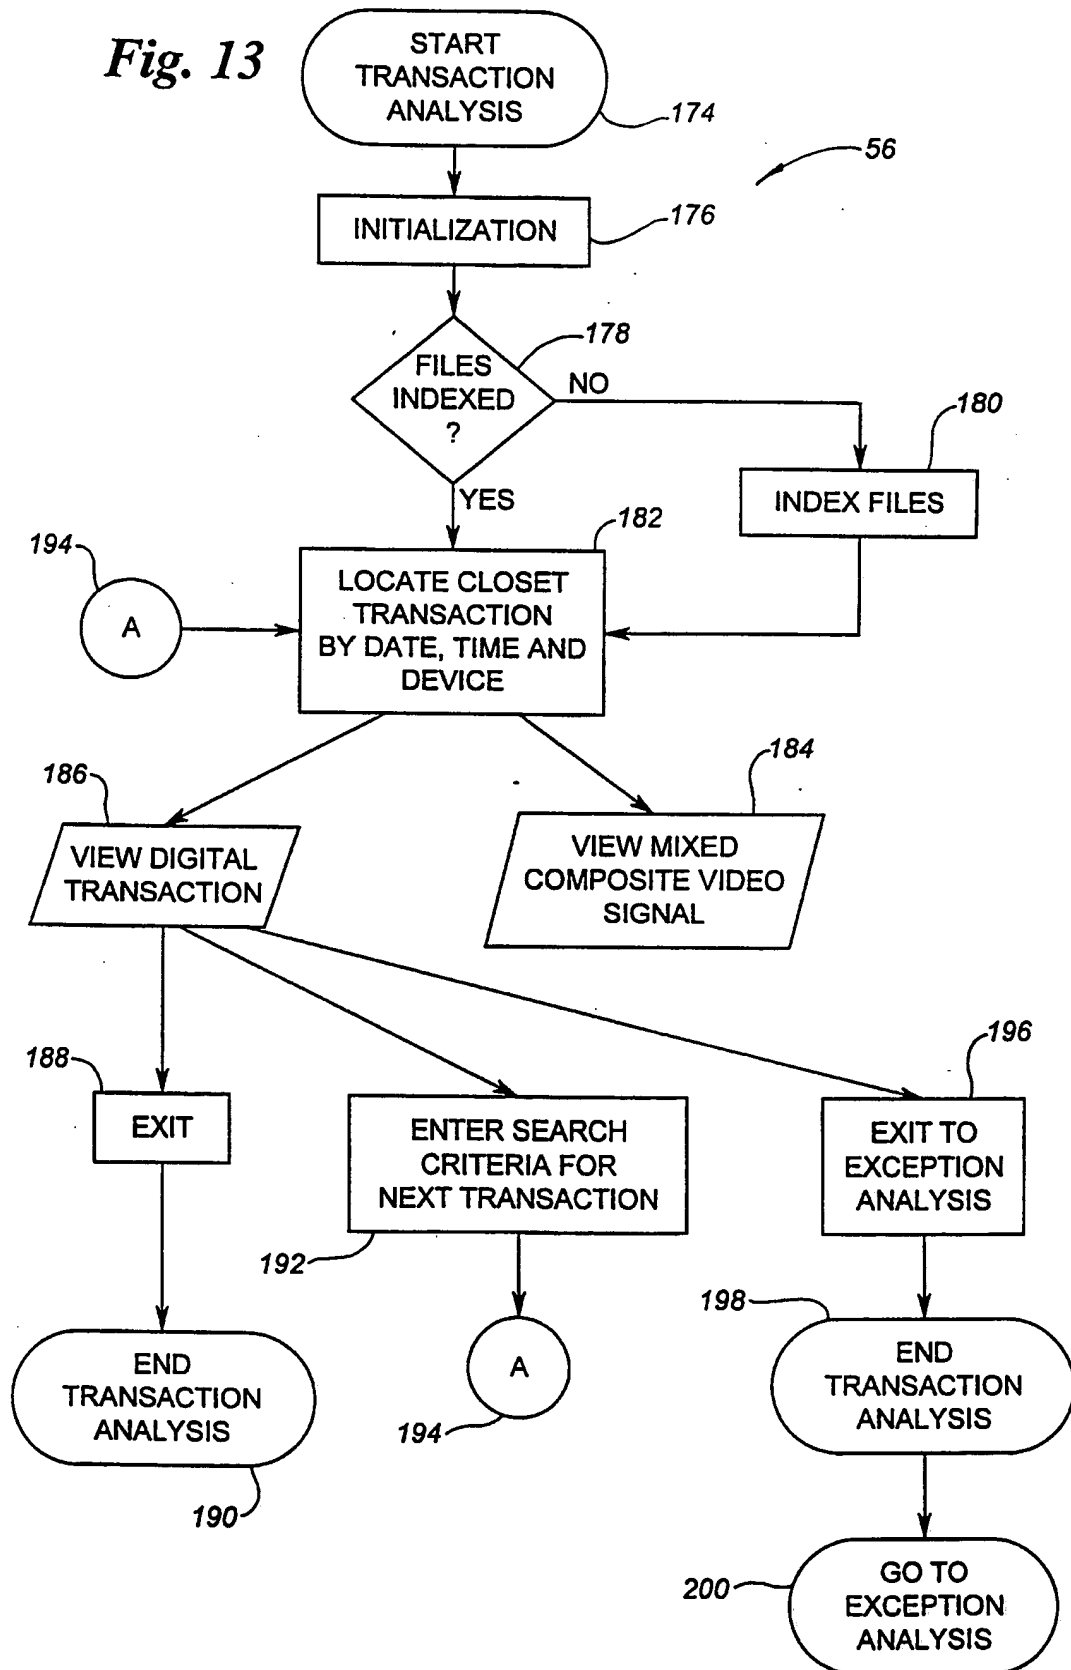 Fig. 13
START
TRANSACTION
ANALYSIS
174
56
INITIALIZATION
176
FILES
INDEXED
?
178
NO
180
INDEX FILES
YES
182
194
A
LOCATE CLOSET
TRANSACTION
BY DATE, TIME AND
DEVICE
186
VIEW DIGITAL
TRANSACTION
184
VIEW MIXED
COMPOSITE VIDEO
SIGNAL
188
EXIT
ENTER SEARCH
CRITERIA FOR
NEXT TRANSACTION
192
196
EXIT TO
EXCEPTION
ANALYSIS
END
TRANSACTION
ANALYSIS
190
A
194
198
END
TRANSACTION
ANALYSIS
200
GO TO
EXCEPTION
ANALYSIS